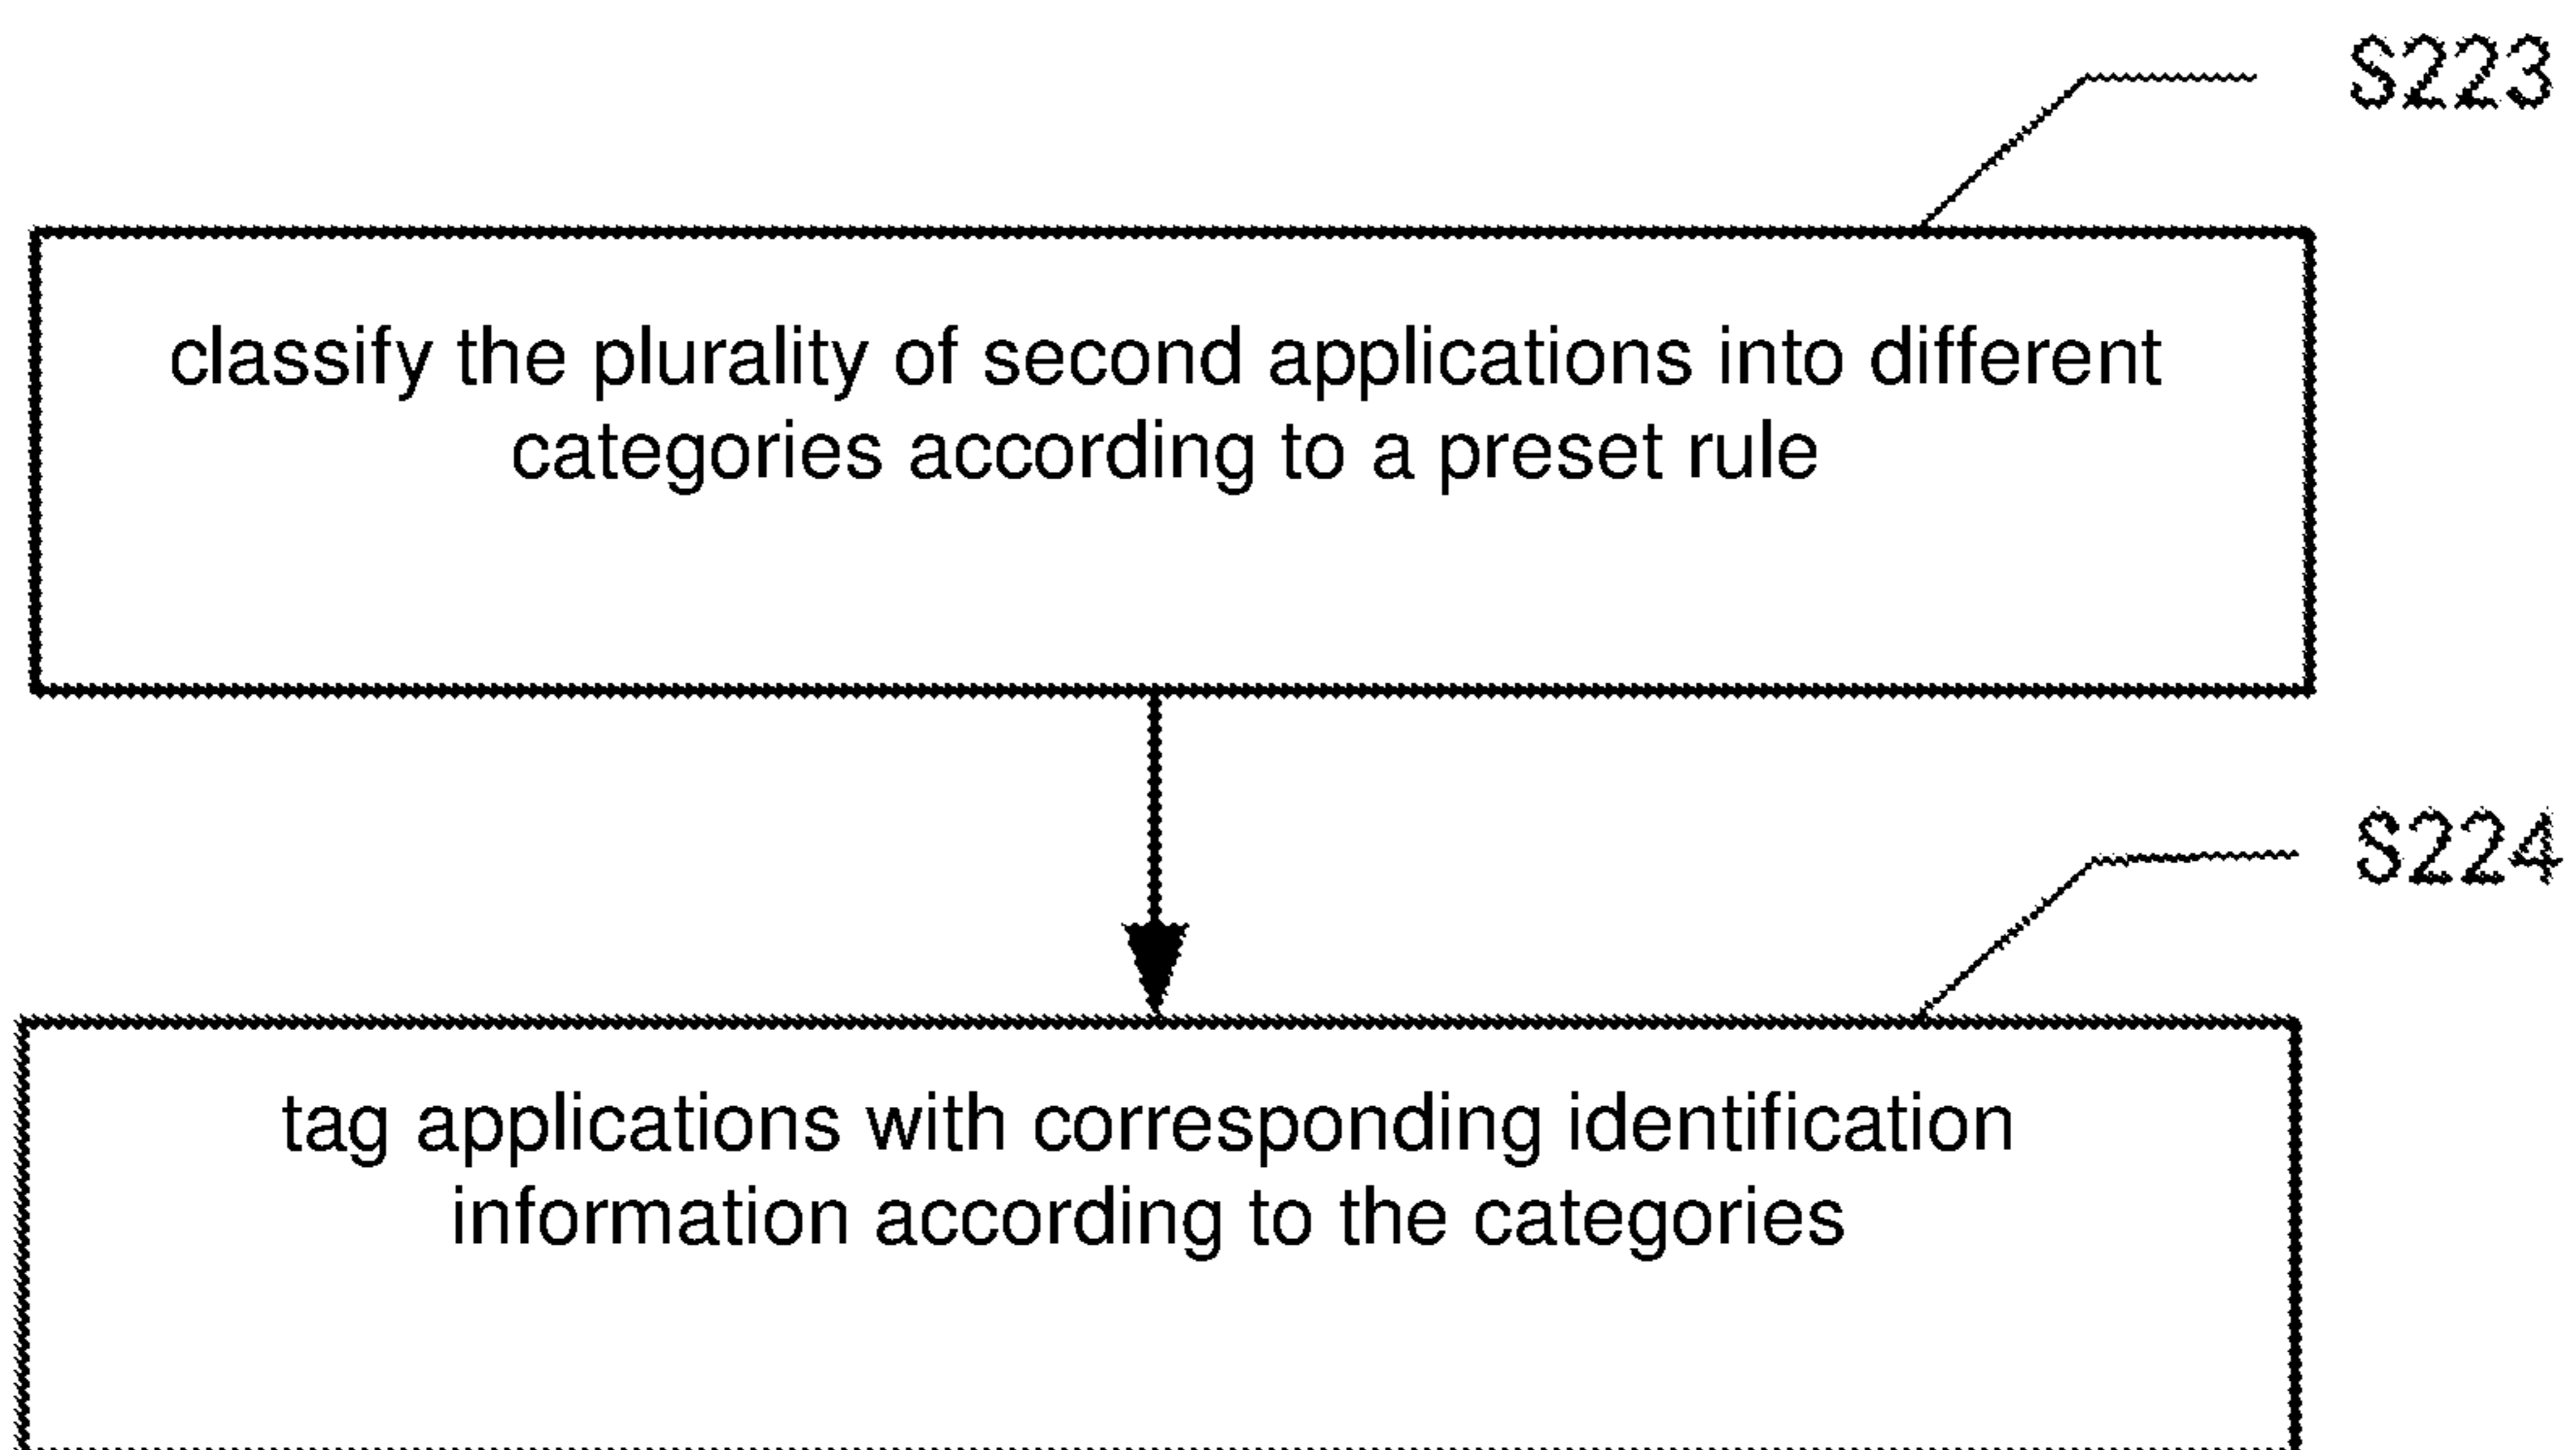 S223
classify the plurality of second applications into different
categories according to a preset rule
S224
tag applications with corresponding identification
information according to the categories